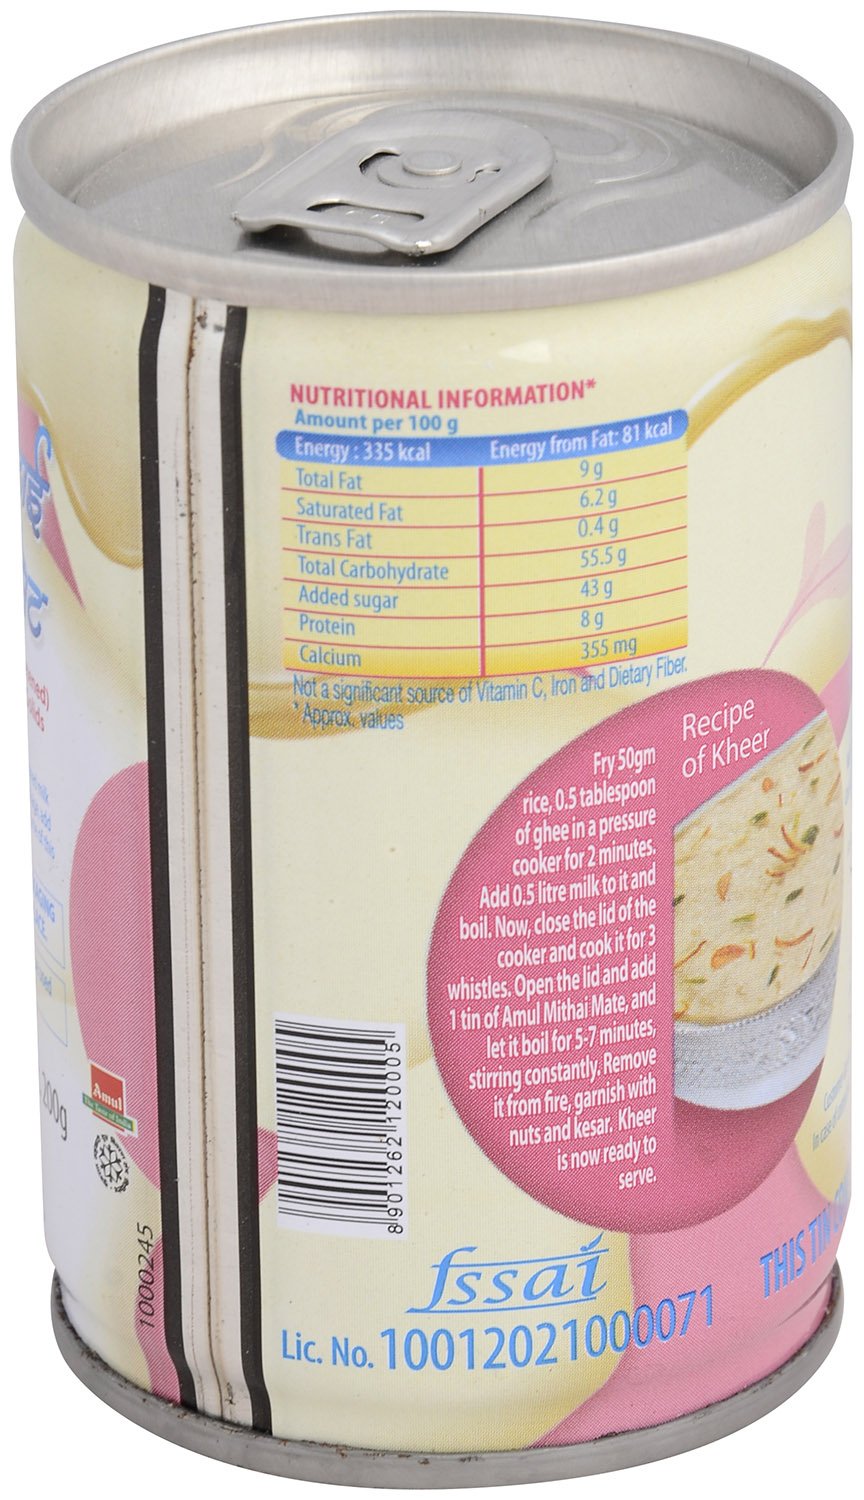 NUTRITIONAL INFORMATION*
Amount per 100 g
Energy : 335 kcal Energy from Fat: 81 kcal
Total Fat 9 g
Saturated Fat 6.2 g
Trans Fat 0.4 g
Total Carbohydrate 55.5 g
Added sugar 43 g
Protein 8 g
Calcium 355 mg
Not a significant source of Vitamin C, Iron and Dietary Fiber.
* Approx. values
Recipe
of Kheer
Fry 50gm
rice, 0.5 tablespoon
of ghee in a pressure
cooker for 2 minutes.
Add 0.5 litre milk to it and
boil. Now, close the lid of the
cooker and cook it for 3
whistles. Open the lid and add
1 tin of Amul Mithai Mate, and
let it boil for 5-7 minutes,
stirring constantly. Remove
it from fire, garnish with
nuts and kesar. Kheer
is now ready to
serve.
8 901262 120005
200g
Amul
The Taste of India
1000245
fssai
Lic. No. 10012021000071
THIS TIN